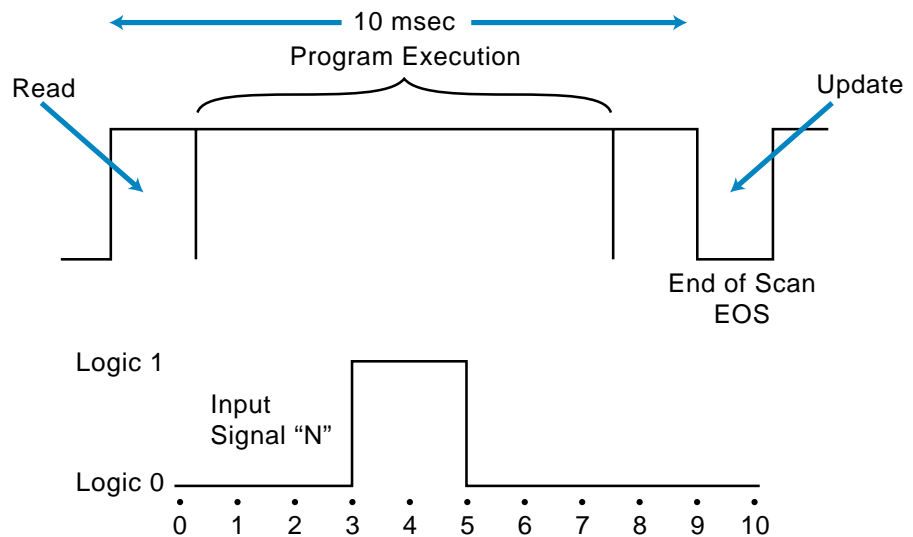 10 msec
Program Execution
Read
Update
End of Scan
EOS
Logic 1
Input
Signal “N”
Logic 0
0 1 2 3 4 5 6 7 8 9 10